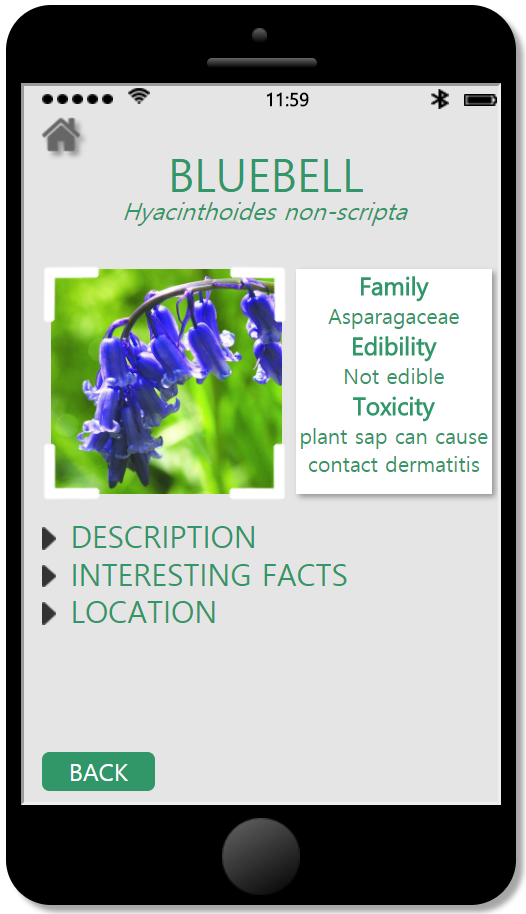 11:59
BLUEBELL
Hyacinthoides non-scripta
Family
Asparagaceae
Edibility
Not edible
Toxicity
plant sap can cause
contact dermatitis
DESCRIPTION
INTERESTING FACTS
LOCATION
BACK